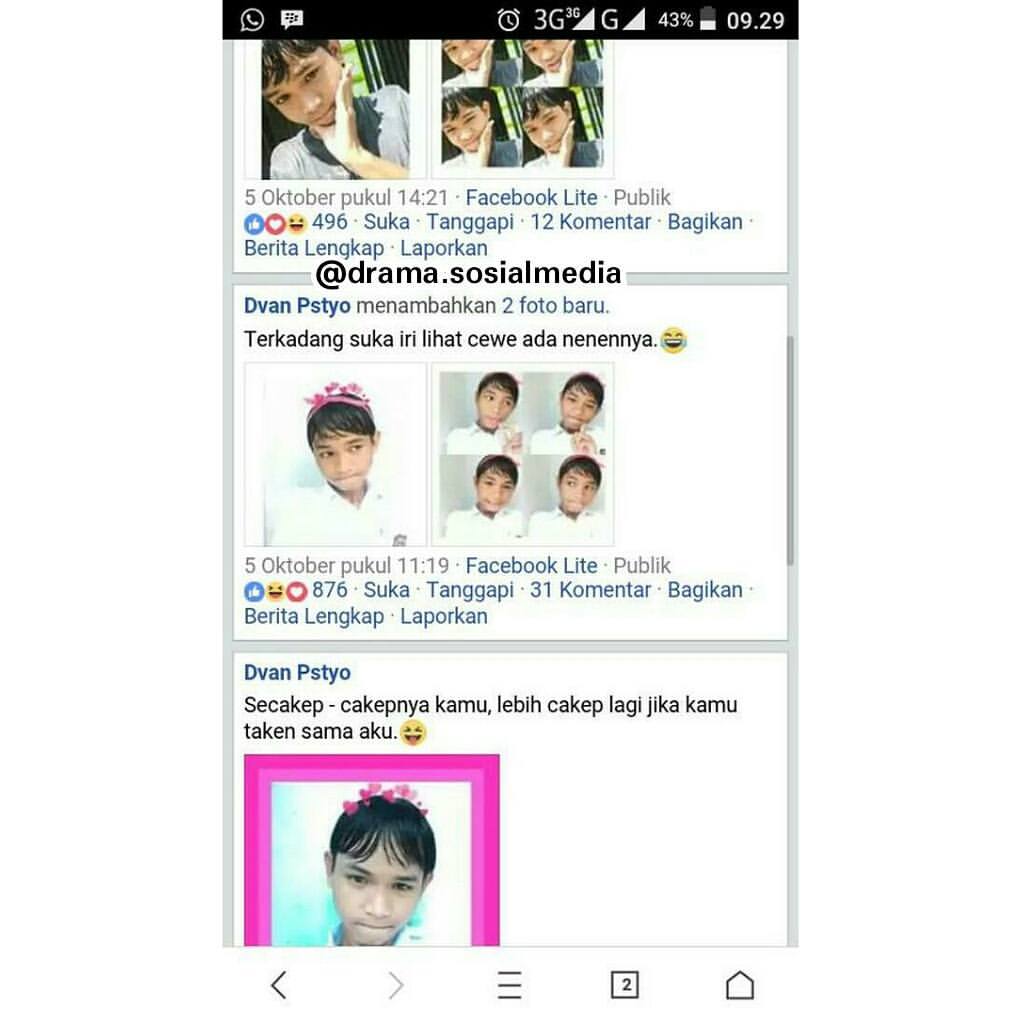 3G 3G G 43% 09.29
5 Oktober pukul 14:21 · Facebook Lite · Publik
496 · Suka · Tanggapi · 12 Komentar · Bagikan ·
Berita Lengkap · Laporkan
@drama.sosialmedia
Dvan Pstyo menambahkan 2 foto baru.
Terkadang suka iri lihat cewe ada nenennya.😂
5 Oktober pukul 11:19 · Facebook Lite · Publik
876 · Suka · Tanggapi · 31 Komentar · Bagikan ·
Berita Lengkap · Laporkan
Dvan Pstyo
Secakep - cakepnya kamu, lebih cakep lagi jika kamu
taken sama aku.😝
2